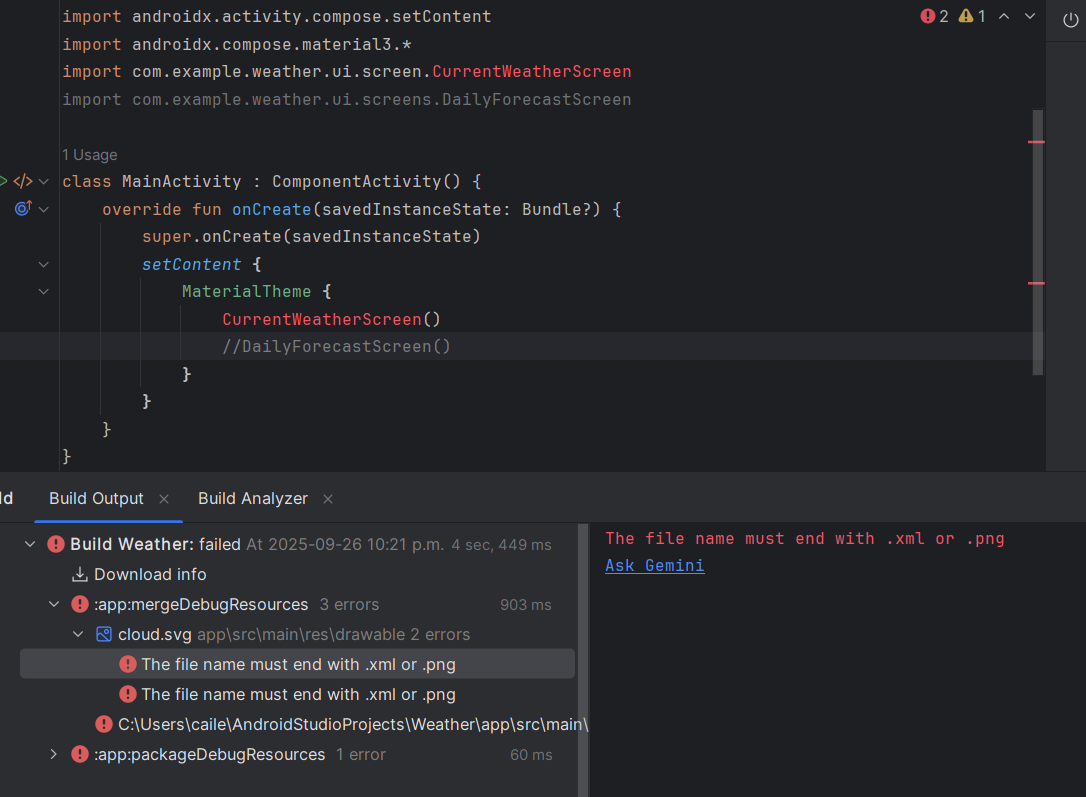 import androidx.activity.compose.setContent
2 1
import androidx.compose.material3.*
import com.example.weather.ui.screen.CurrentWeatherScreen
import com.example.weather.ui.screens.DailyForecastScreen
1 Usage
class MainActivity : ComponentActivity() {
override fun onCreate(savedInstanceState: Bundle?) {
super.onCreate(savedInstanceState)
setContent {
MaterialTheme {
CurrentWeatherScreen()
//DailyForecastScreen()
}
}
}
}
ld Build Output Build Analyzer
Build Weather: failed At 2025-09-26 10:21 p.m. 4 sec, 449 ms
Download info
:app:mergeDebugResources 3 errors 903 ms
cloud.svg app\src\main\res\drawable 2 errors
The file name must end with .xml or .png
The file name must end with .xml or .png
C:\Users\caile\AndroidStudioProjects\Weather\app\src\main\
:app:packageDebugResources 1 error 60 ms
The file name must end with .xml or .png
Ask Gemini